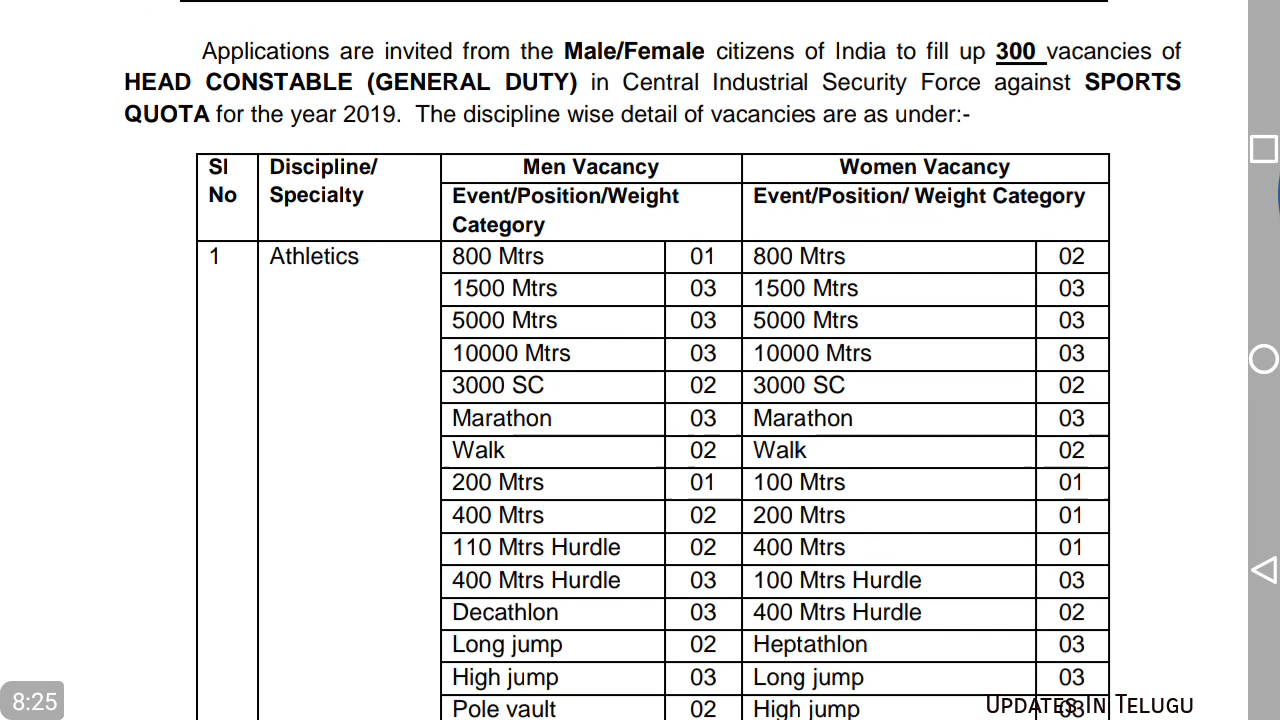 Applications are invited from the Male/Female citizens of India to fill up 300 vacancies of
HEAD CONSTABLE (GENERAL DUTY) in Central Industrial Security Force against SPORTS
QUOTA for the year 2019. The discipline wise detail of vacancies are as under:-
Sl No Discipline/ Specialty Men Vacancy Women Vacancy
Event/Position/Weight Category Event/Position/ Weight Category
1 Athletics 800 Mtrs 01 800 Mtrs 02
1500 Mtrs 03 1500 Mtrs 03
5000 Mtrs 03 5000 Mtrs 03
10000 Mtrs 03 10000 Mtrs 03
3000 SC 02 3000 SC 02
Marathon 03 Marathon 03
Walk 02 Walk 02
200 Mtrs 01 100 Mtrs 01
400 Mtrs 02 200 Mtrs 01
110 Mtrs Hurdle 02 400 Mtrs 01
400 Mtrs Hurdle 03 100 Mtrs Hurdle 03
Decathlon 03 400 Mtrs Hurdle 02
Long jump 02 Heptathlon 03
High jump 03 Long jump 03
Pole vault 02 High jump 03
8:25
UPDATES IN TELUGU